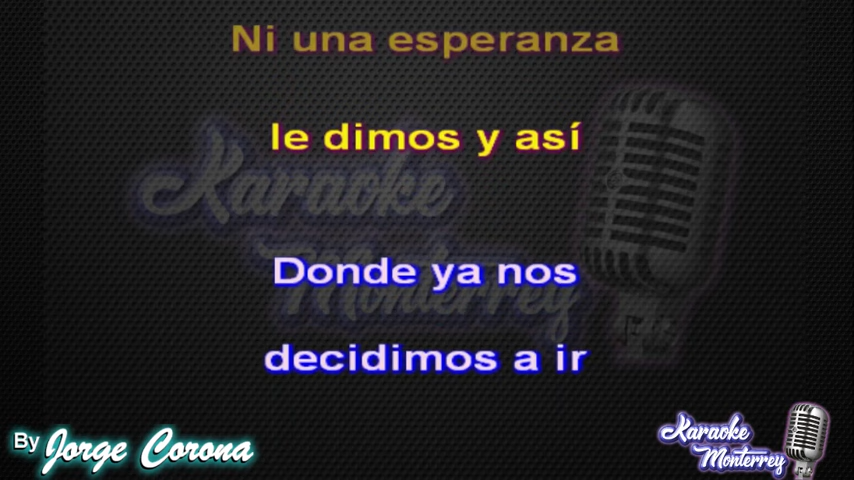 Ni una esperanza
le dimos y así
Karaoke
Donde ya nos
Monterrey
decidimos a ir
By Jorge Corona
Karaoke
Monterrey